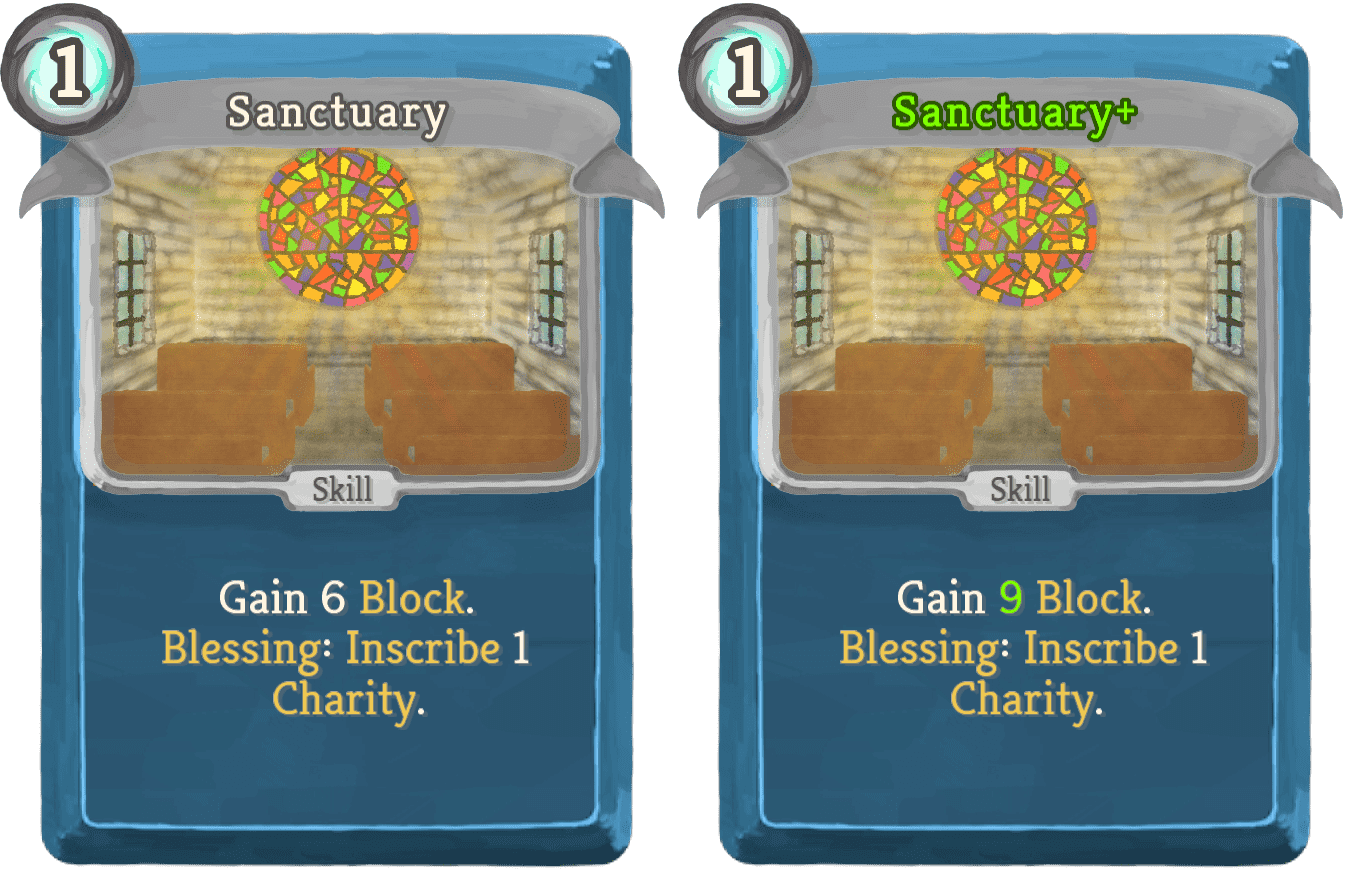 1
Sanctuary
Skill
Gain 6 Block.
Blessing: Inscribe 1
Charity.
1
Sanctuary+
Skill
Gain 9 Block.
Blessing: Inscribe 1
Charity.